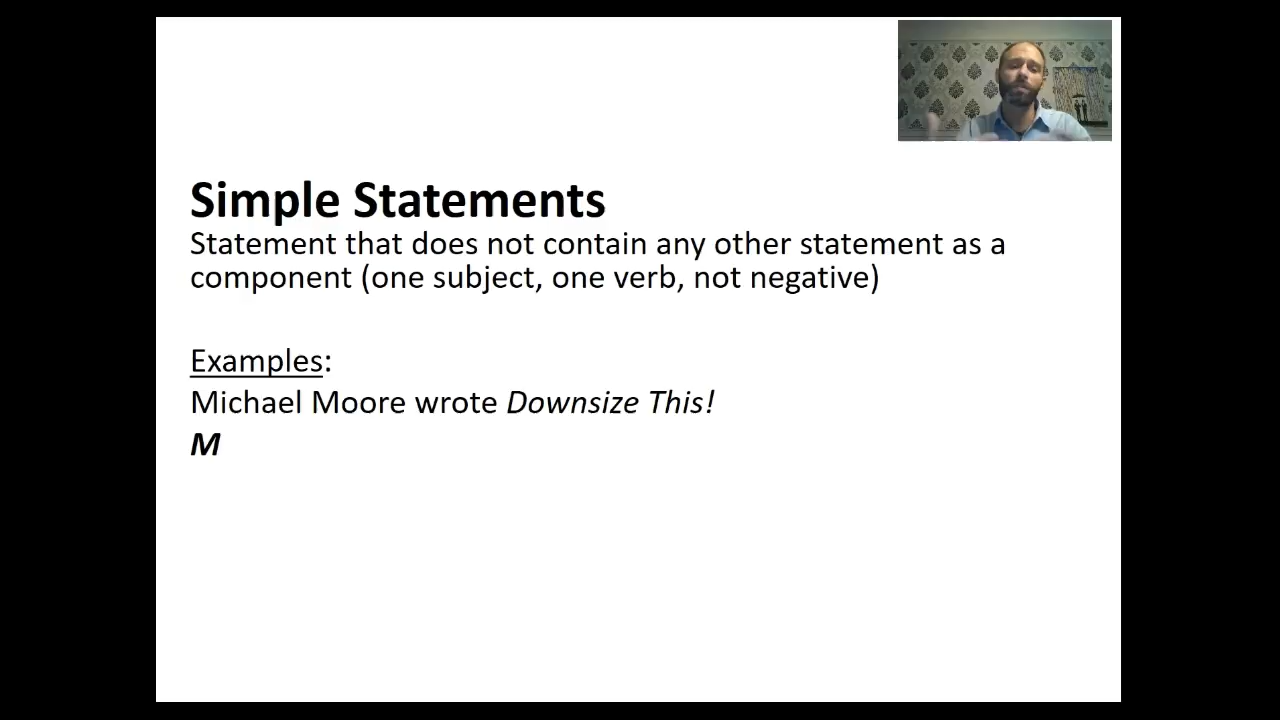 Simple Statements
Statement that does not contain any other statement as a
component (one subject, one verb, not negative)
Examples:
Michael Moore wrote Downsize This!
M